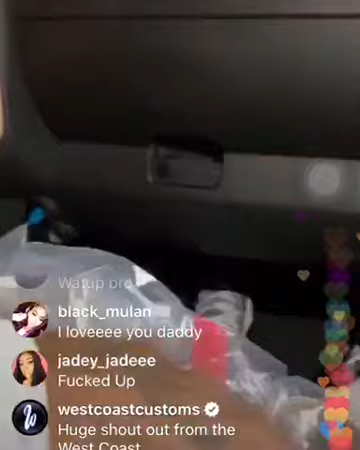 Watup bro
black_mulan
I loveeee you daddy
jadey_jadeee
Fucked Up
westcoastcustoms
Huge shout out from the
West Coast